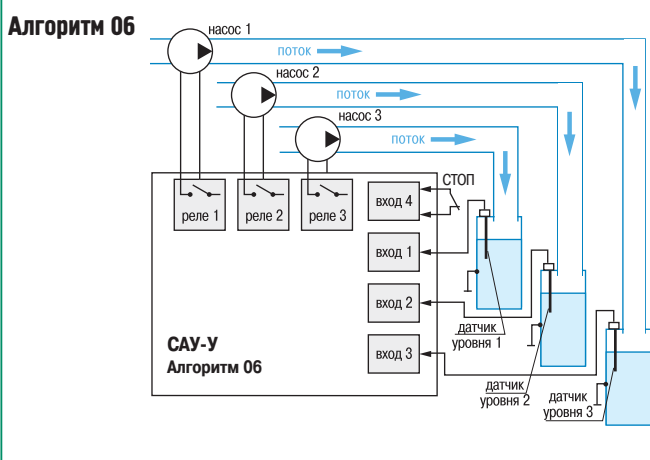 Алгоритм 06
насос 1
поток
насос 2
поток
насос 3
поток
СТОП
реле 1
реле 2
реле 3
вход 4
вход 1
вход 2
вход 3
САУ-У
Алгоритм 06
датчик
уровня 1
датчик
уровня 2
датчик
уровня 3